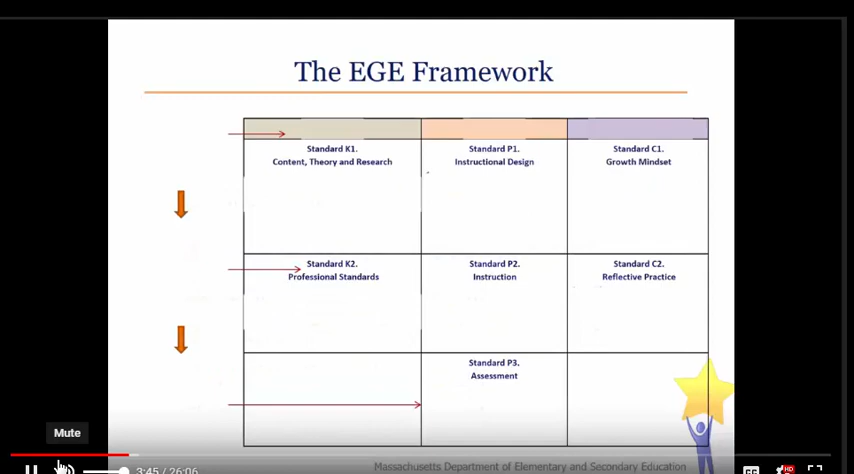 The EGE Framework
Standard K1.
Content, Theory and Research
Standard P1.
Instructional Design
Standard C1.
Growth Mindset
Standard K2.
Professional Standards
Standard P2.
Instruction
Standard C2.
Reflective Practice
Standard P3.
Assessment
Mute
3:45 / 26:06
CC
HD
Massachusetts Department of Elementary and Secondary Education